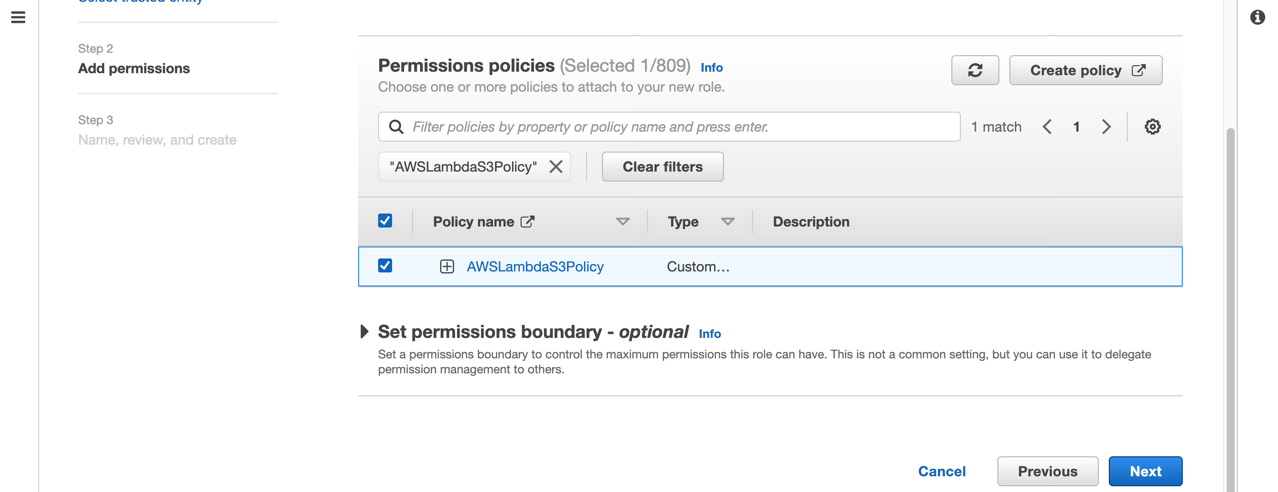 Select trusted entity
Step 2
Add permissions
Step 3
Name, review, and create
Permissions policies (Selected 1/809) Info
Choose one or more policies to attach to your new role.
Create policy
Filter policies by property or policy name and press enter.
1 match
1
"AWSLambdaS3Policy"
Clear filters
Policy name
Type
Description
AWSLambdaS3Policy
Custom…
Set permissions boundary - optional Info
Set a permissions boundary to control the maximum permissions this role can have. This is not a common setting, but you can use it to delegate
permission management to others.
Cancel
Previous
Next